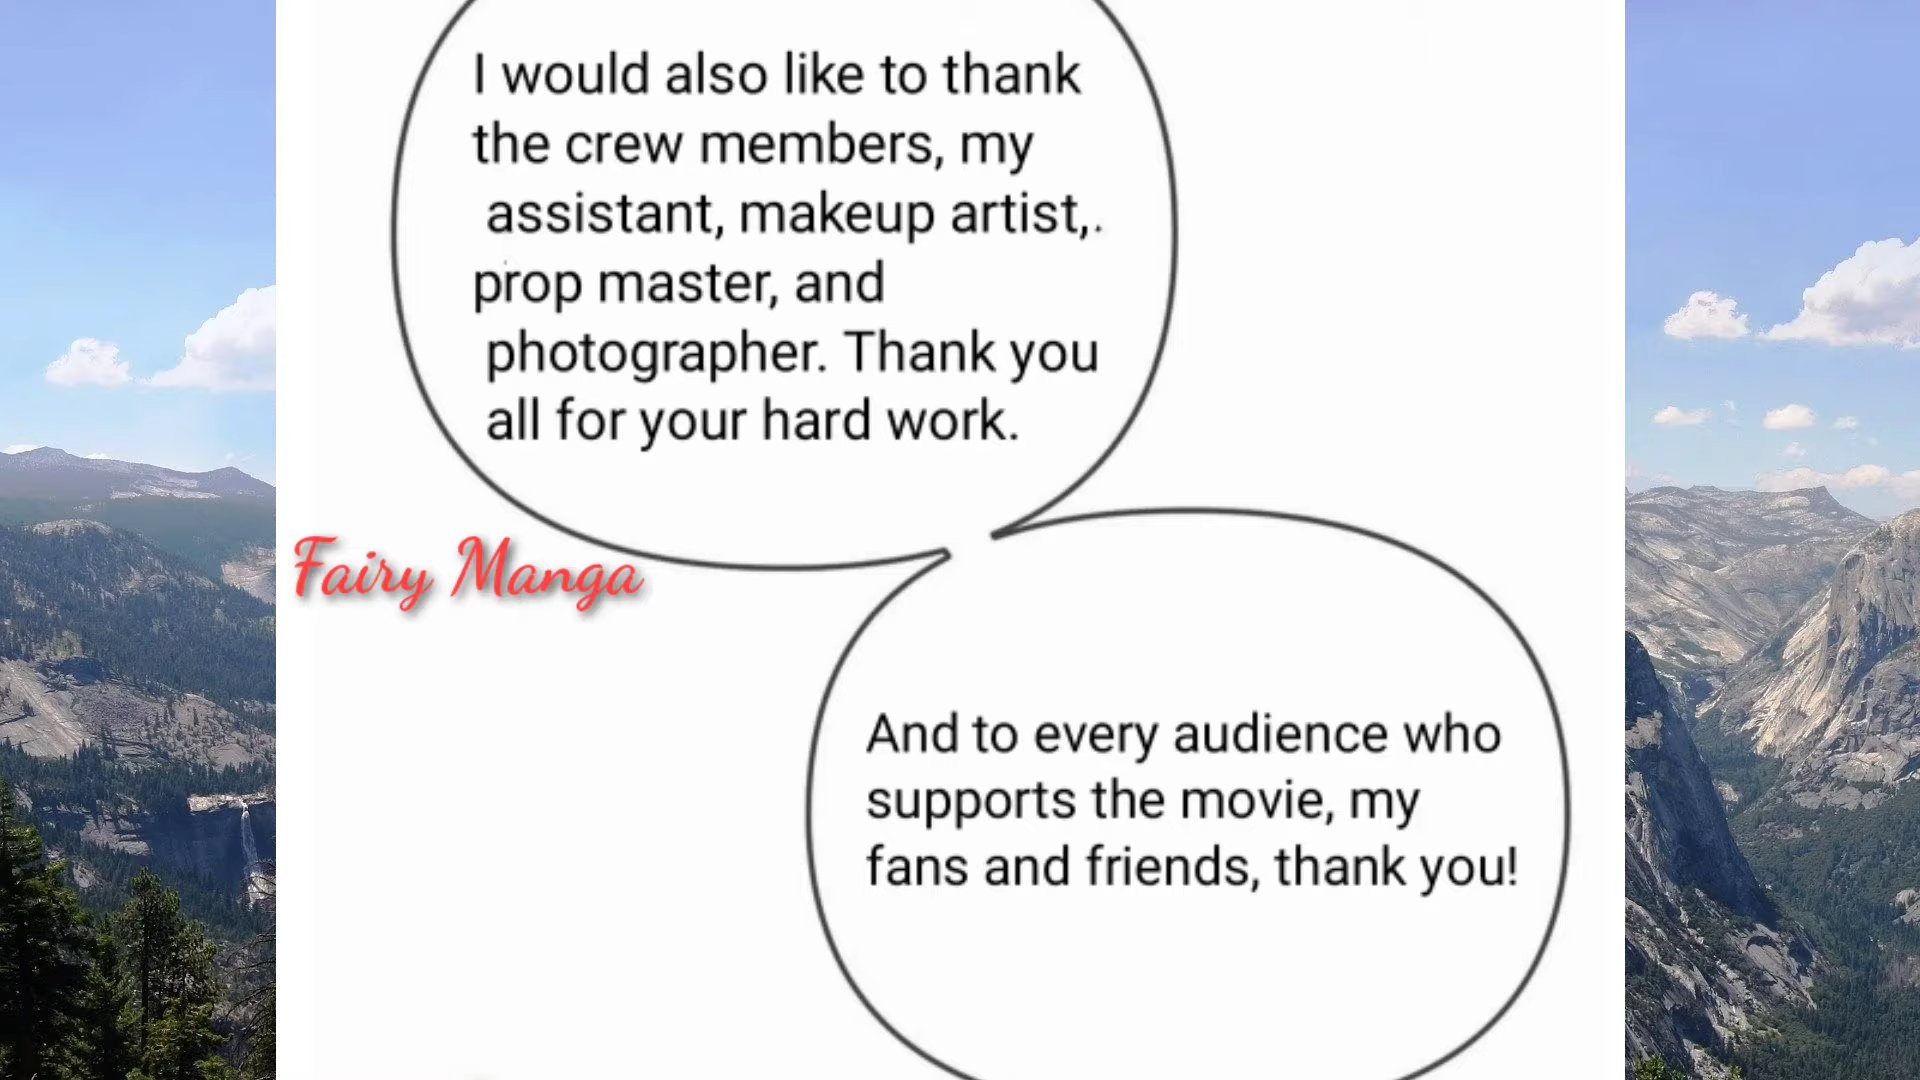 I would also like to thank
the crew members, my
assistant, makeup artist,.
prop master, and
photographer. Thank you
all for your hard work.
Fairy Manga
And to every audience who
supports the movie, my
fans and friends, thank you!